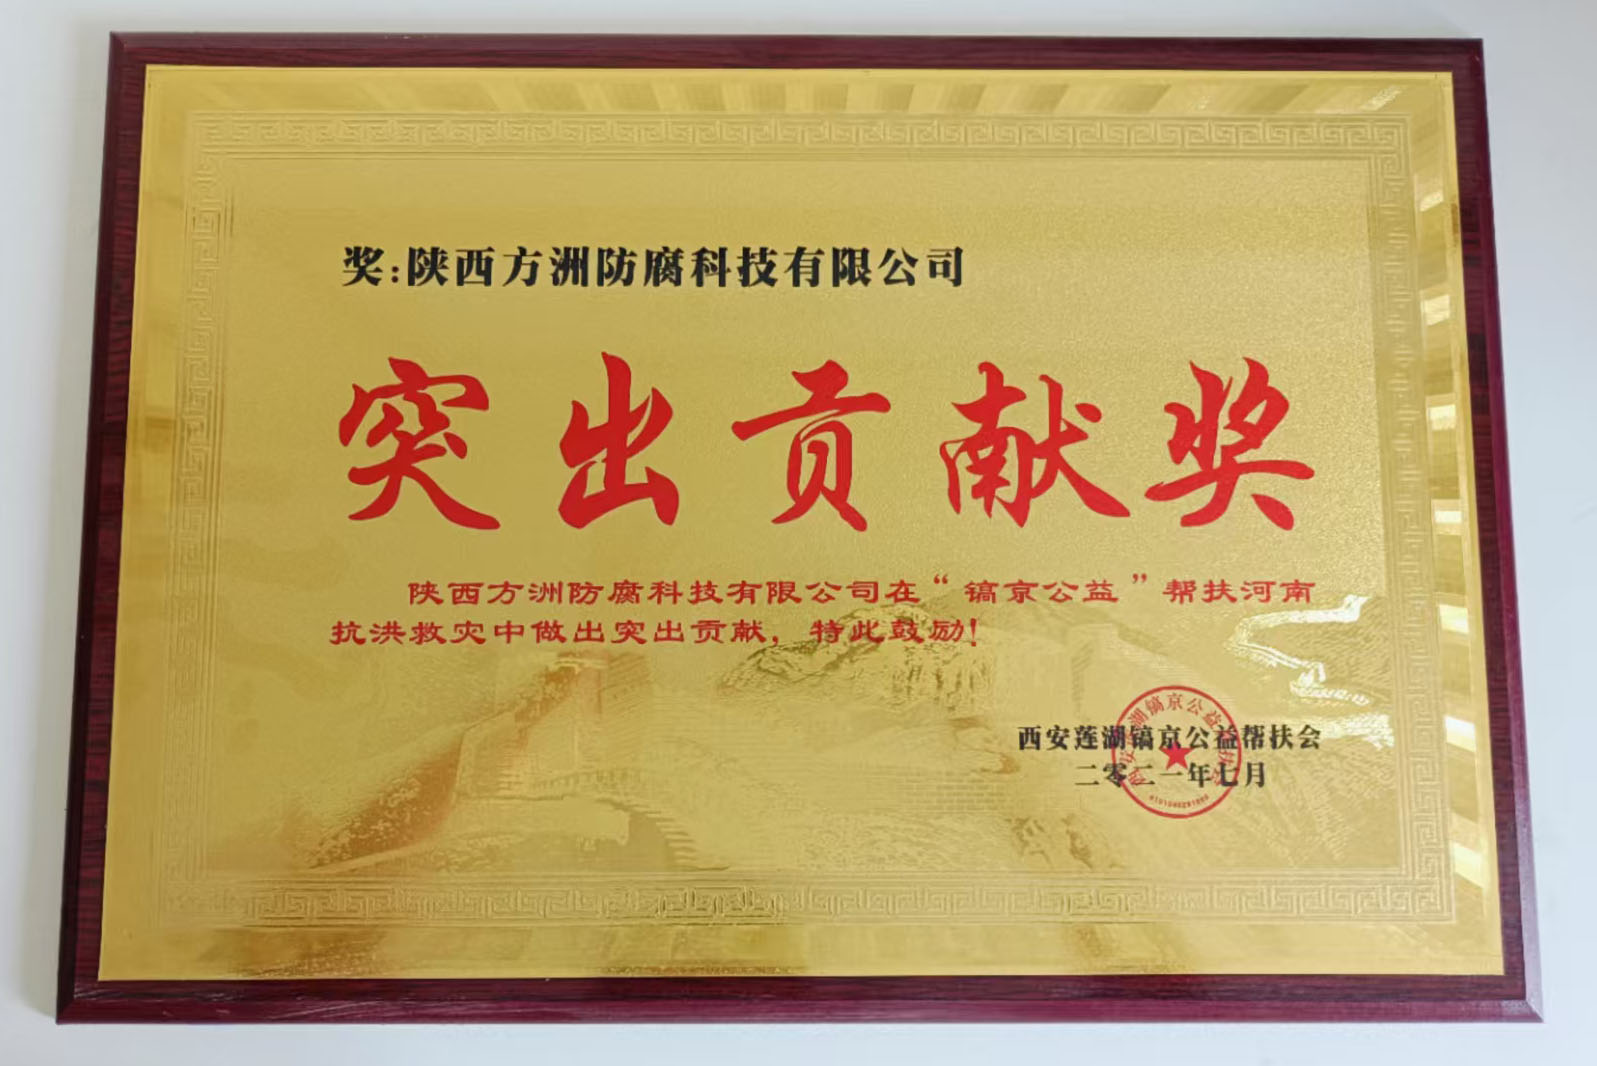 奖:陕西方洲防腐科技有限公司
突出贡献奖
陕西方洲防腐科技有限公司在“镐京公益”帮扶河南
抗洪救灾中做出突出贡献，特此鼓励！
西安莲湖镐京公益帮扶会
二零二一年七月